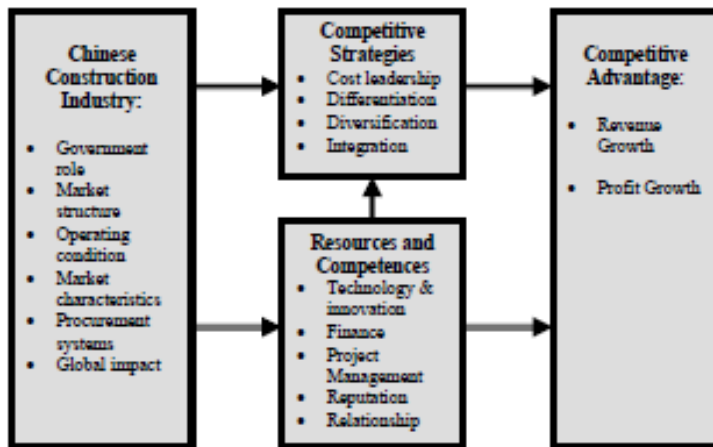 Chinese
Construction
Industry:
• Government
role
• Market
structure
• Operating
condition
• Market
characteristics
• Procurement
systems
• Global impact
Competitive
Strategies
• Cost leadership
• Differentiation
• Diversification
• Integration
Resources and
Competences
• Technology &
innovation
• Finance
• Project
Management
• Reputation
• Relationship
Competitive
Advantage:
• Revenue
Growth
• Profit Growth